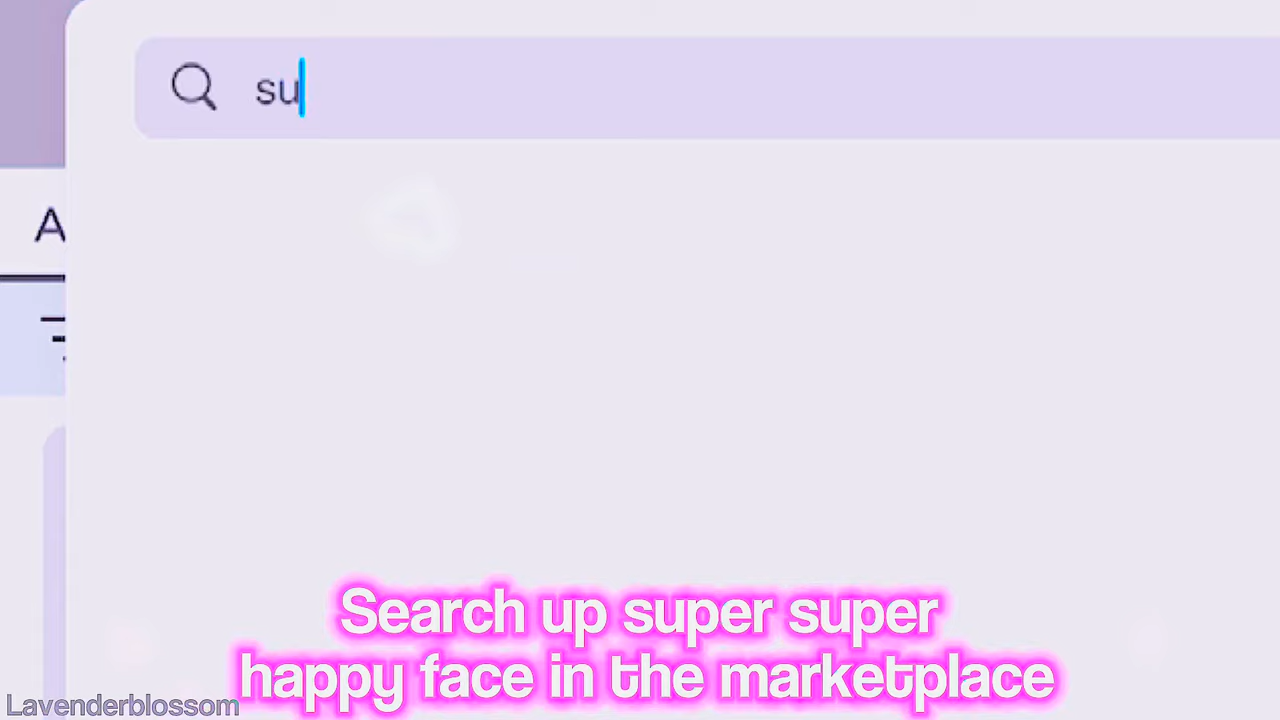 su
A
Search up super super
happy face in the marketplace
Lavenderblossom